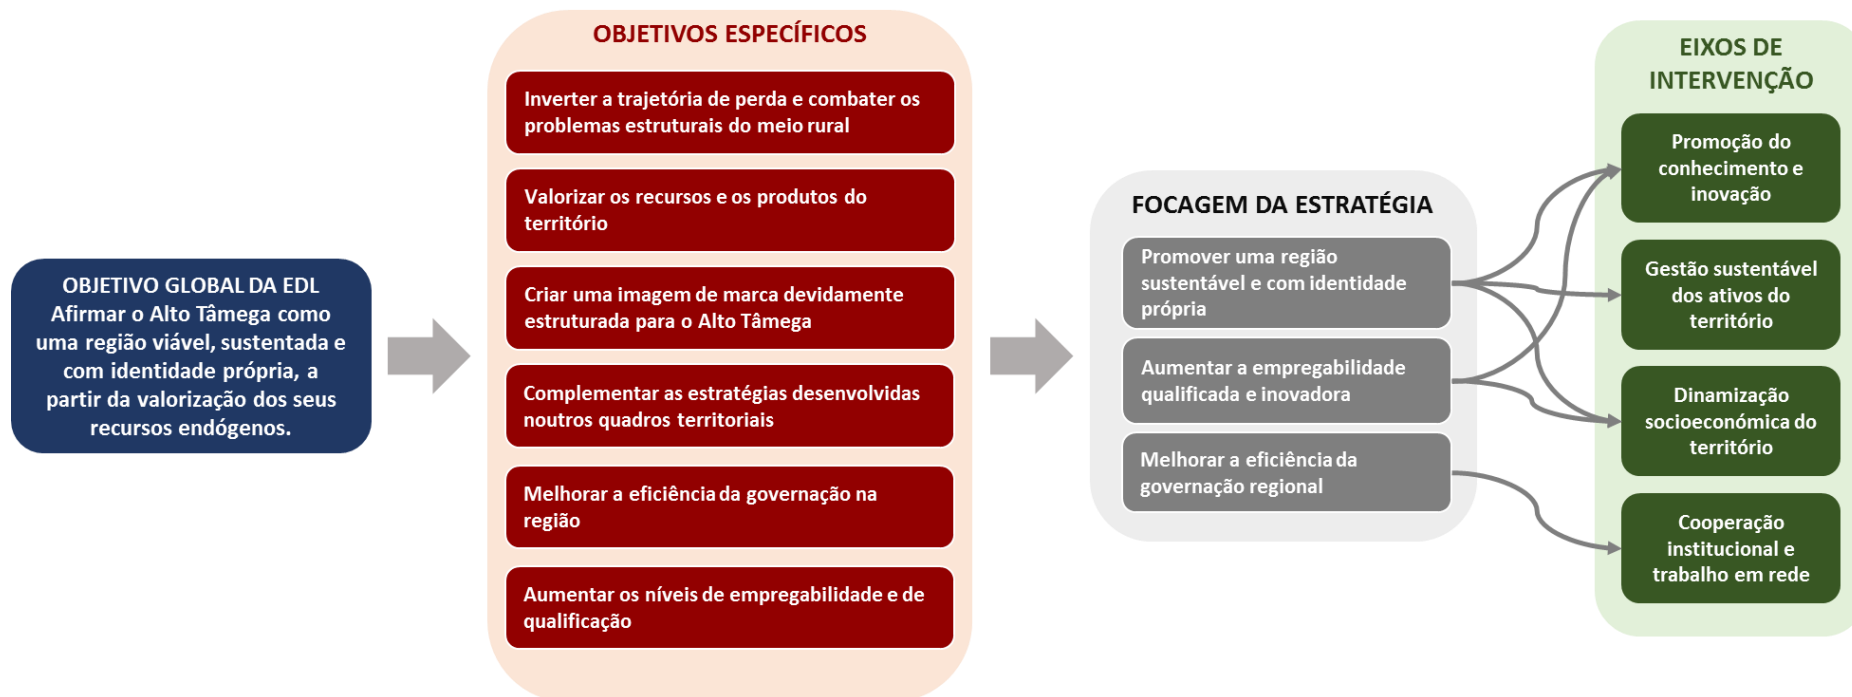 OBJETIVO GLOBAL DA EDL
Afirmar o Alto Tâmega como
uma região viável, sustentada e
com identidade própria, a
partir da valorização dos seus
recursos endógenos.
OBJETIVOS ESPECÍFICOS
Inverter a trajetória de perda e combater os
problemas estruturais do meio rural
Valorizar os recursos e os produtos do
território
Criar uma imagem de marca devidamente
estruturada para o Alto Tâmega
Complementar as estratégias desenvolvidas
noutros quadros territoriais
Melhorar a eficiência da governação na
região
Aumentar os níveis de empregabilidade e de
qualificação
FOCAGEM DA ESTRATÉGIA
Promover uma região
sustentável e com identidade
própria
Aumentar a empregabilidade
qualificada e inovadora
Melhorar a eficiência da
governação regional
EIXOS DE
INTERVENÇÃO
Promoção do
conhecimento e
inovação
Gestão sustentável
dos ativos do
território
Dinamização
socioeconómica do
território
Cooperação
institucional e
trabalho em rede